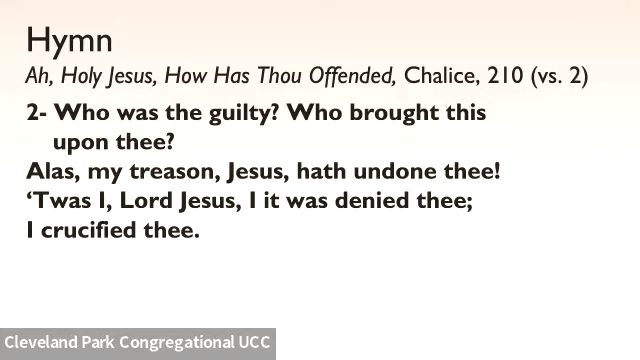 Hymn
Ah, Holy Jesus, How Has Thou Offended, Chalice, 210 (vs. 2)
2- Who was the guilty? Who brought this
upon thee?
Alas, my treason, Jesus, hath undone thee!
‘Twas I, Lord Jesus, I it was denied thee;
I crucified thee.
Cleveland Park Congregational UCC